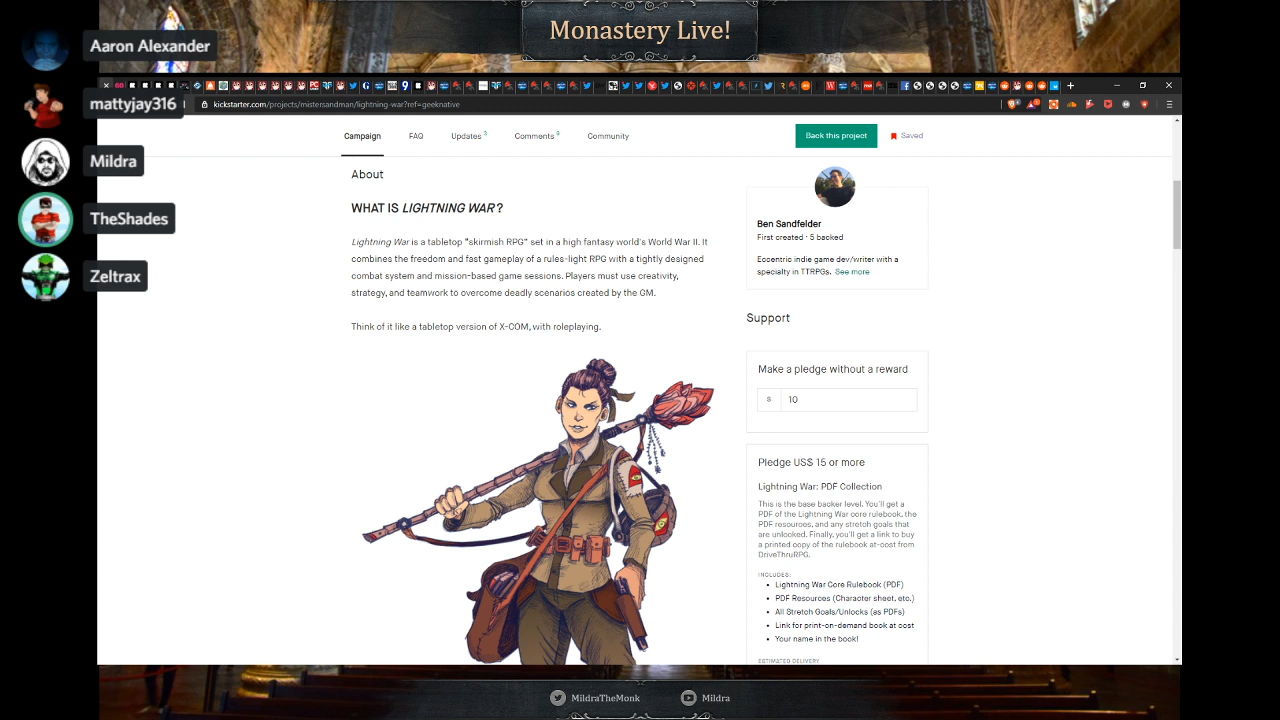 Monastery Live!
Aaron Alexander
mattyjay316
Mildra
TheShades
Zeltrax
kickstarter.com/projects/mistersandman/lightning-war?ref=geeknative
Campaign FAQ Updates 3 Comments 9 Community Back this project Saved
About
WHAT IS LIGHTNING WAR?
Lightning War is a tabletop "skirmish RPG" set in a high fantasy world's World War II. It
combines the freedom and fast gameplay of a rules-light RPG with a tightly designed
combat system and mission-based game sessions. Players must use creativity,
strategy, and teamwork to overcome deadly scenarios created by the GM.
Think of it like a tabletop version of X-COM, with roleplaying.
Ben Sandfelder
First created · 5 backed
Eccentric indie game dev/writer with a
specialty in TTRPGs. See more
Support
Make a pledge without a reward
$ 10
Pledge US$ 15 or more
Lightning War: PDF Collection
This is the base backer level. You'll get a
PDF of the Lightning War core rulebook, the
PDF resources, and any stretch goals that
are unlocked. Finally, you'll get a link to buy
a printed copy of the rulebook at-cost from
DriveThruRPG.
INCLUDES:
• Lightning War Core Rulebook (PDF)
• PDF Resources (Character sheet, etc.)
• All Stretch Goals/Unlocks (as PDFs)
• Link for print-on-demand book at cost
• Your name in the book!
ESTIMATED DELIVERY
MildraTheMonk Mildra